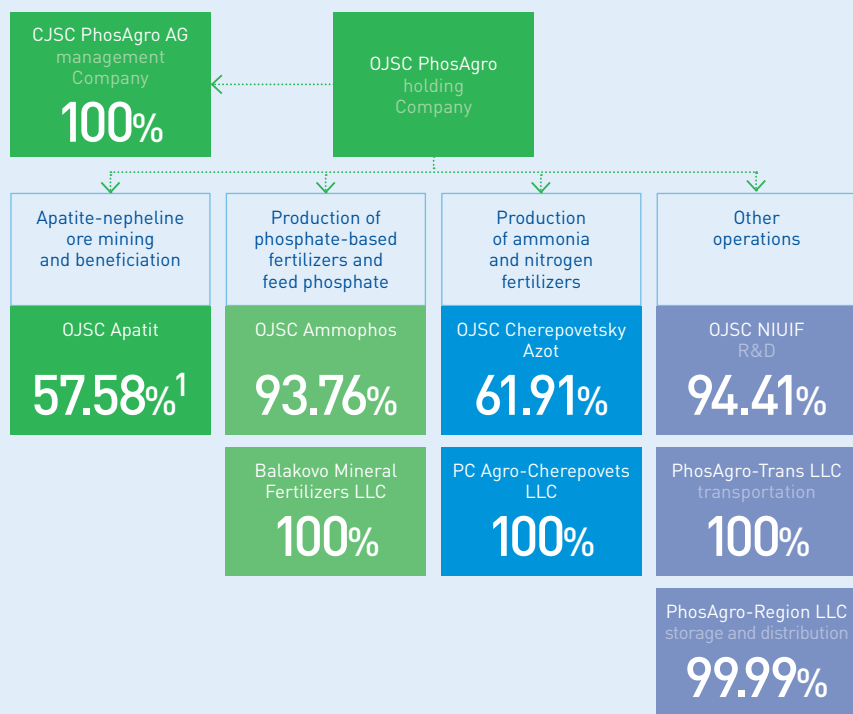 CJSC PhosAgro AG
management
Company
100%
OJSC PhosAgro
holding
Company
Apatite-nepheline
ore mining
and beneficiation
OJSC Apatit
57.58%1
Production of
phosphate-based
fertilizers and
feed phosphate
OJSC Ammophos
93.76%
Balakovo Mineral
Fertilizers LLC
100%
Production
of ammonia
and nitrogen
fertilizers
OJSC Cherepovetsky
Azot
61.91%
PC Agro-Cherepovets
LLC
100%
Other
operations
OJSC NIUIF
R&D
94.41%
PhosAgro-Trans LLC
transportation
100%
PhosAgro-Region LLC
storage and distribution
99.99%